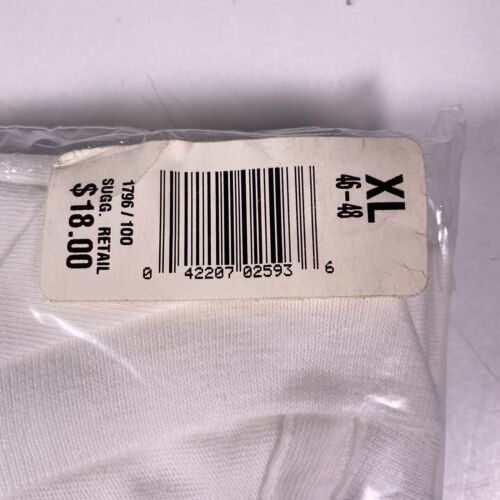 XL
46-48
0 42207 02593 6
1796 / 100
SUGG. RETAIL
$18.00